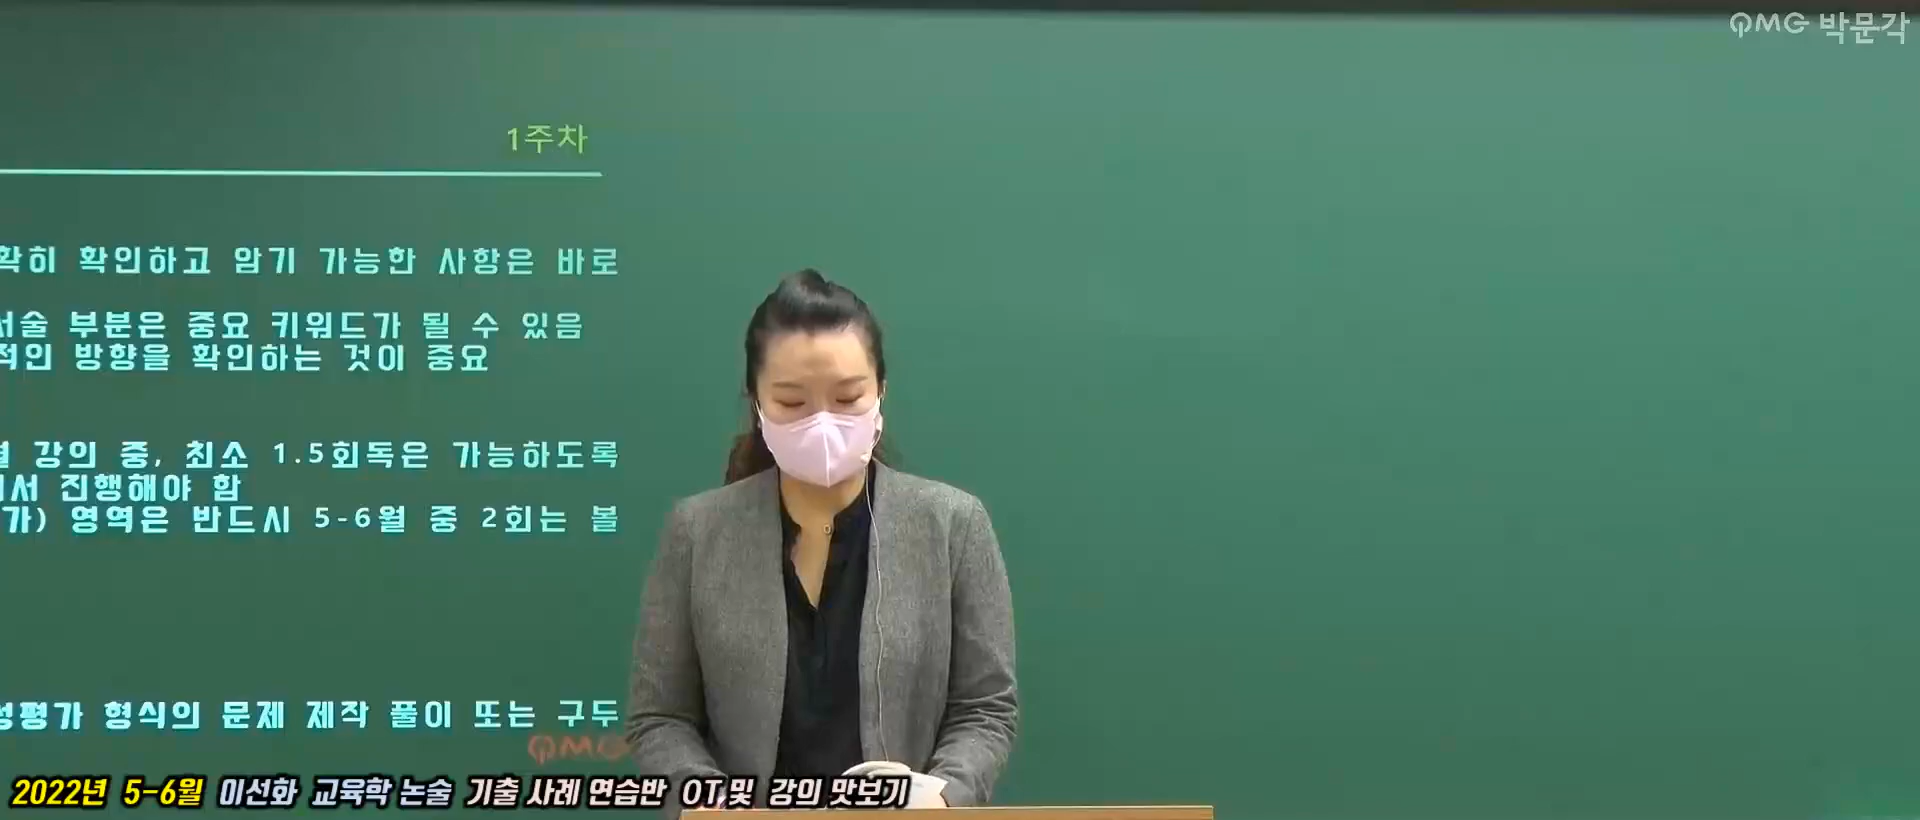 PMG 박문각
1주차
확히 확인하고 암기 가능한 사항은 바로
서술 부분은 중요 키워드가 될 수 있음
적인 방향을 확인하는 것이 중요
강의 중, 최소 1.5회독은 가능하도록
서 진행해야 함
가) 영역은 반드시 5-6월 중 2회는 볼
성평가 형식의 문제 제작 풀이 또는 구두
PMG
2022년 5-6월 이선화 교육학 논술 기출 사례 연습반 OT 및 강의 맛보기